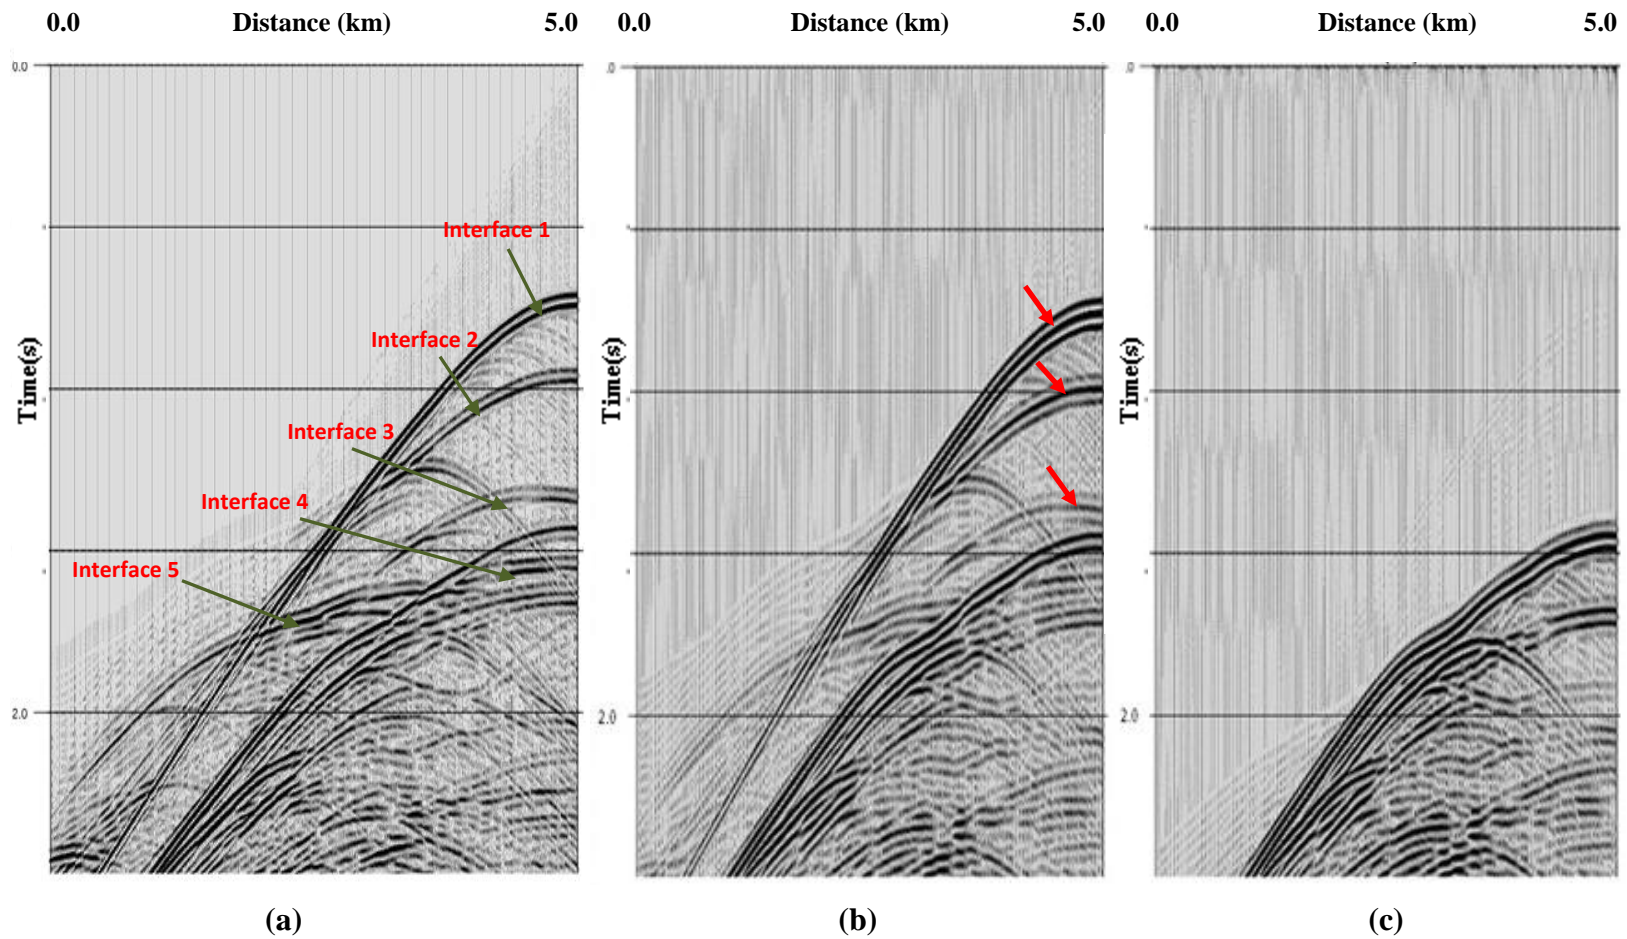 0.0 Distance (km) 5.0
0.0 Distance (km) 5.0
0.0 Distance (km) 5.0
0.0
.0
.0
Interface 1
Interface 2
Interface 3
Interface 4
Interface 5
Time(s)
Time(s)
Time(s)
2.0
2.0
2.0
(a)
(b)
(c)